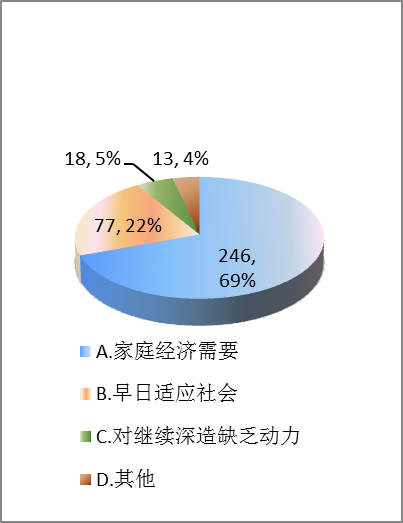 18, 5%
13, 4%
77, 22%
246,
69%
A.家庭经济需要
B.早日适应社会
C.对继续深造缺乏动力
D.其他